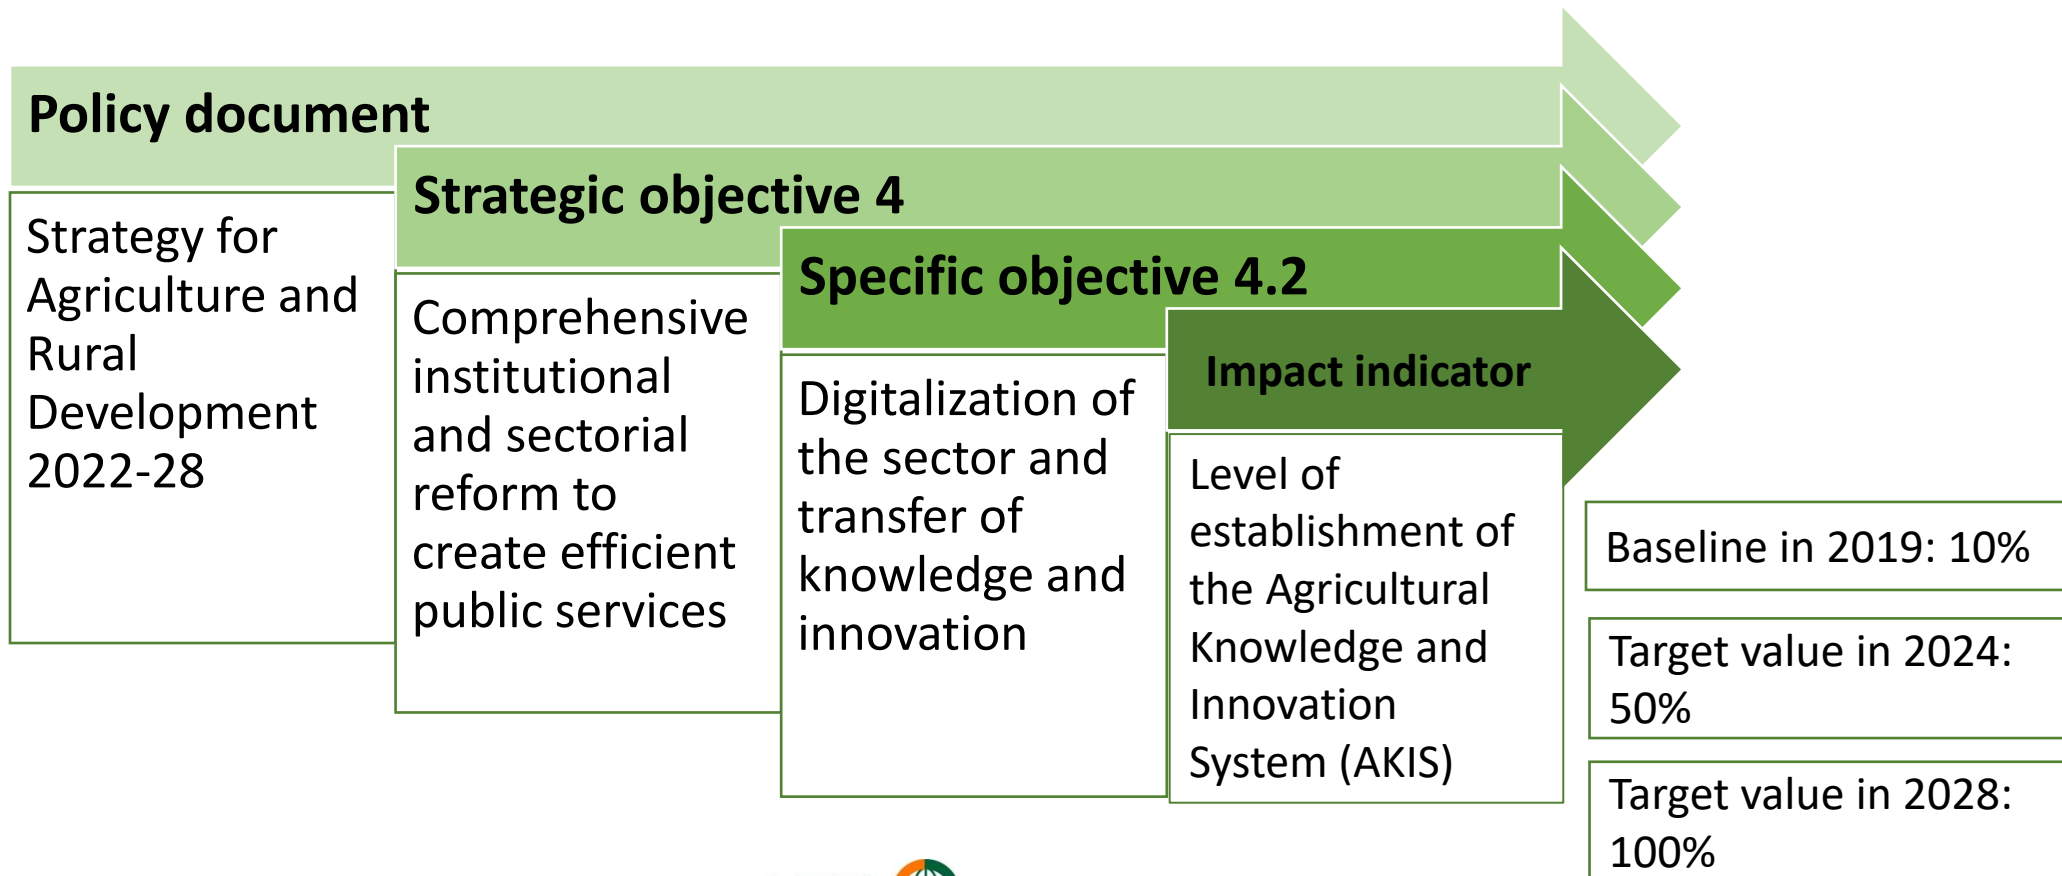 Policy document
Strategy for
Agriculture and
Rural
Development
2022-28
Strategic objective 4
Comprehensive
institutional
and sectorial
reform to
create efficient
public services
Specific objective 4.2
Digitalization of
the sector and
transfer of
knowledge and
innovation
Impact indicator
Level of
establishment of
the Agricultural
Knowledge and
Innovation
System (AKIS)
Baseline in 2019: 10%
Target value in 2024:
50%
Target value in 2028:
100%